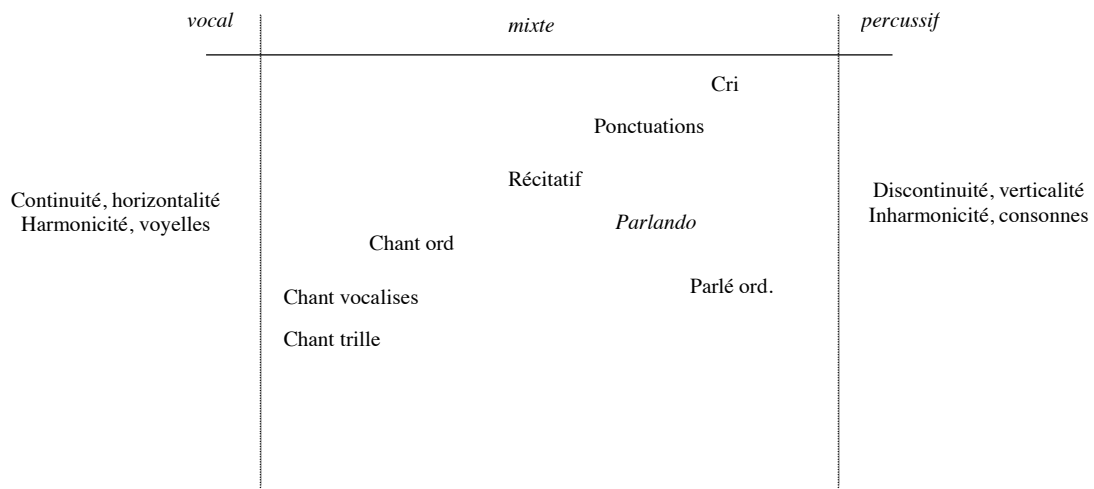 vocal
mixte
percussif
Cri
Ponctuations
Récitatif
Continuité, horizontalité
Harmonicité, voyelles
Discontinuité, verticalité
Inharmonicité, consonnes
Parlando
Chant ord
Parlé ord.
Chant vocalises
Chant trille